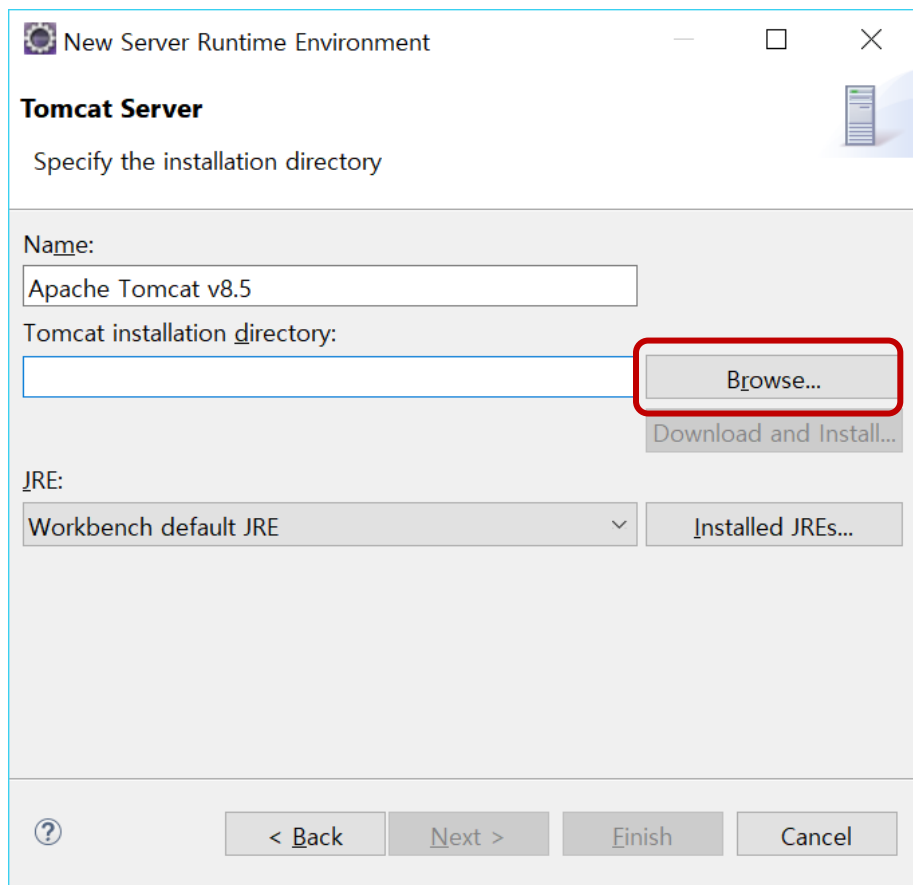 New Server Runtime Environment
Tomcat Server
Specify the installation directory
Name:
Apache Tomcat v8.5
Tomcat installation directory:
Browse...
Download and Install...
JRE:
Workbench default JRE
Installed JREs...
< Back Next > Finish Cancel